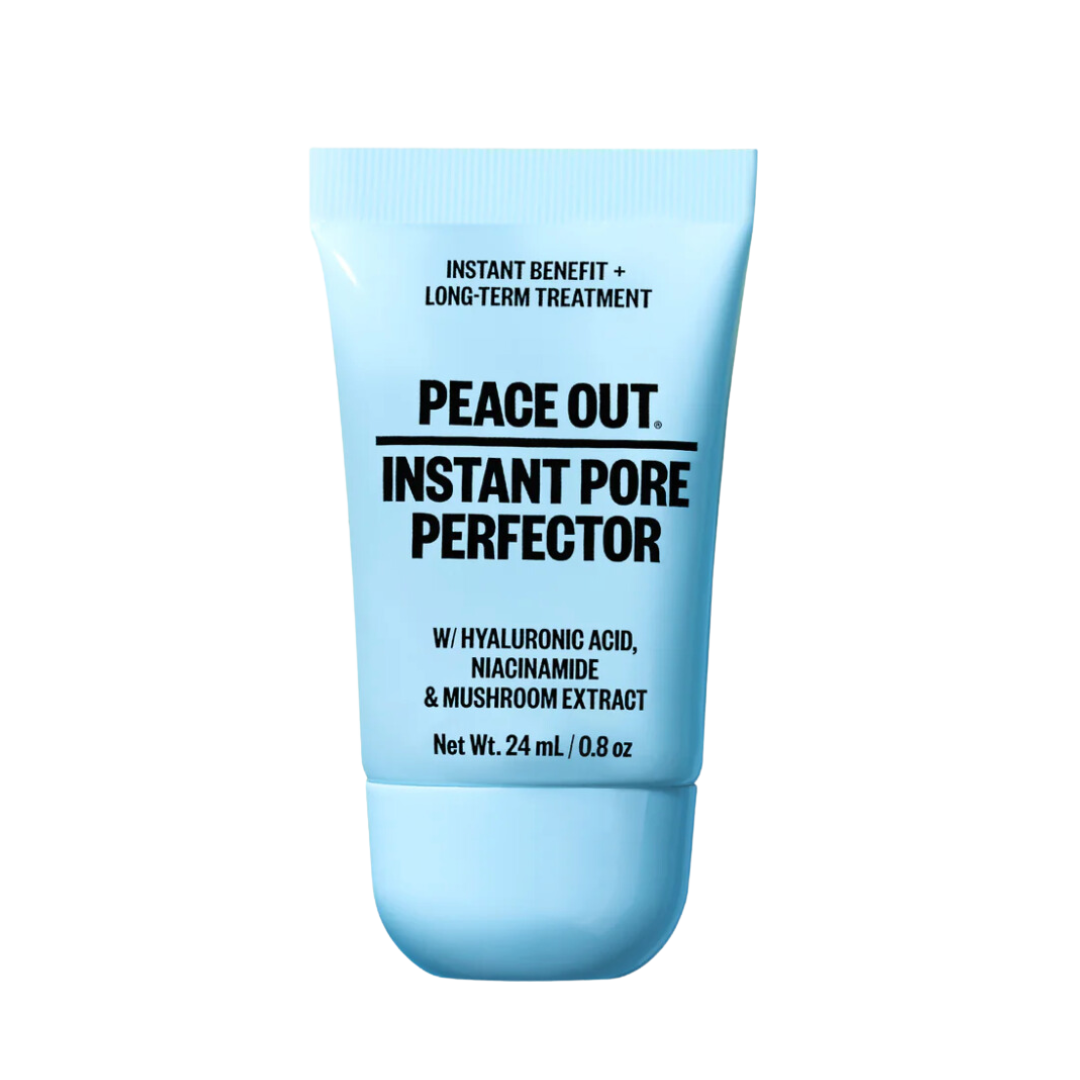 INSTANT BENEFIT +
LONG-TERM TREATMENT
PEACE OUT®
INSTANT PORE
PERFECTOR
W/ HYALURONIC ACID,
NIACINAMIDE
& MUSHROOM EXTRACT
Net Wt. 24 mL / 0.8 oz